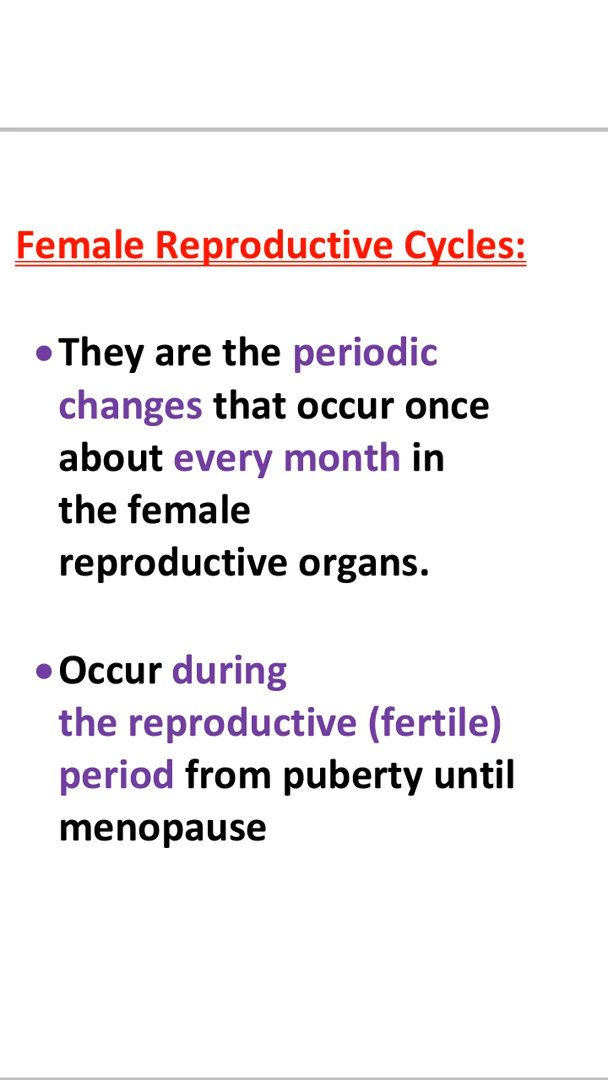 Female Reproductive Cycles:
•They are the periodic
changes that occur once
about every month in
the female
reproductive organs.
•Occur during
the reproductive (fertile)
period from puberty until
menopause